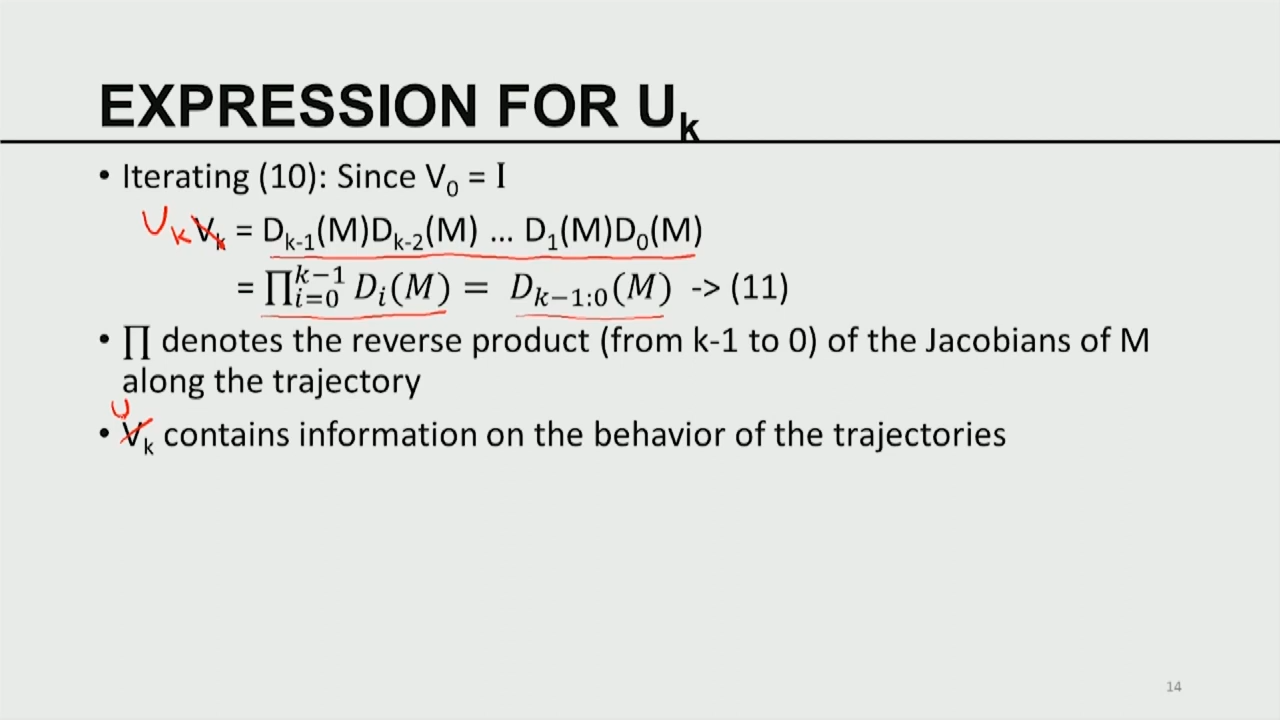 EXPRESSION FOR Uₖ
• Iterating (10): Since V₀ = I
Uₖ Vₖ = Dₖ₋₁(M)Dₖ₋₂(M) ... D₁(M)D₀(M)
= ∏ᵢ₌₀ᵏ⁻¹ Dᵢ(M) = Dₖ₋₁:₀(M) -> (11)
• ∏ denotes the reverse product (from k-1 to 0) of the Jacobians of M
along the trajectory
U
• Vₖ contains information on the behavior of the trajectories
14